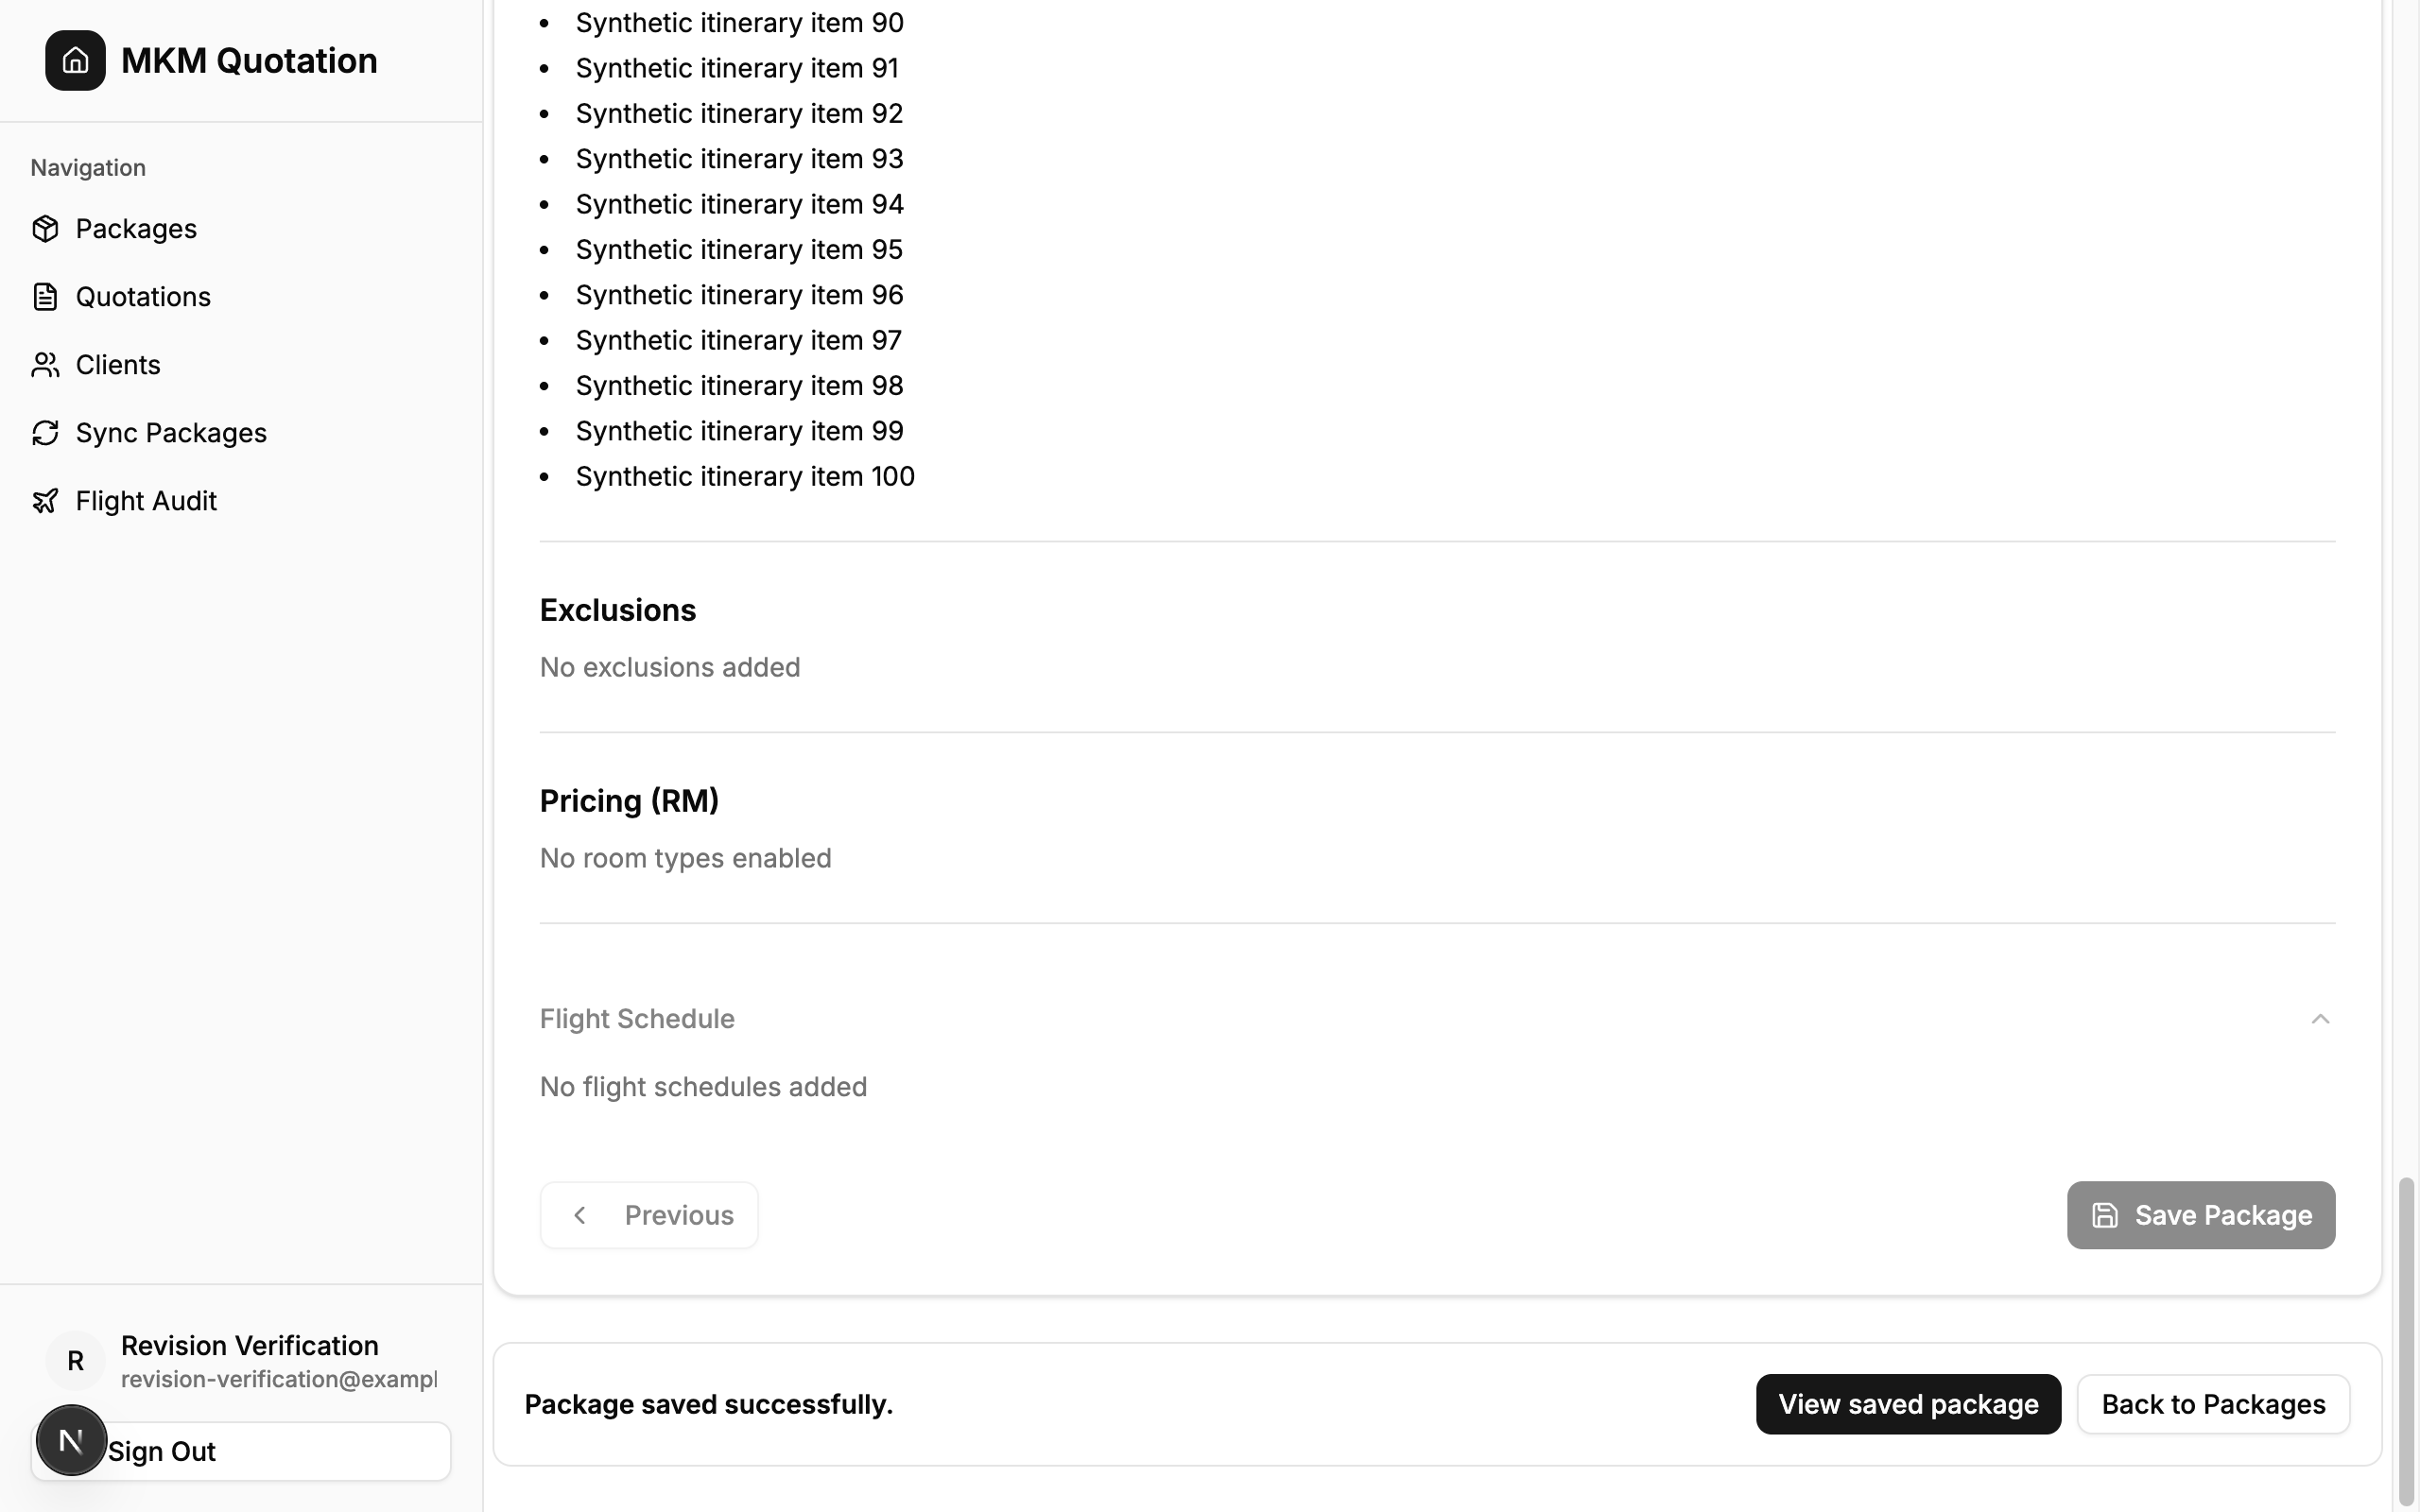 MKM Quotation
Navigation
Packages
Quotations
Clients
Sync Packages
Flight Audit
Revision Verification
R
revision-verification@exampl
N
Sign Out
Synthetic itinerary item 90
Synthetic itinerary item 91
Synthetic itinerary item 92
Synthetic itinerary item 93
Synthetic itinerary item 94
Synthetic itinerary item 95
Synthetic itinerary item 96
Synthetic itinerary item 97
Synthetic itinerary item 98
Synthetic itinerary item 99
Synthetic itinerary item 100
Exclusions
No exclusions added
Pricing (RM)
No room types enabled
Flight Schedule
No flight schedules added
Previous
Save Package
Package saved successfully.
View saved package
Back to Packages